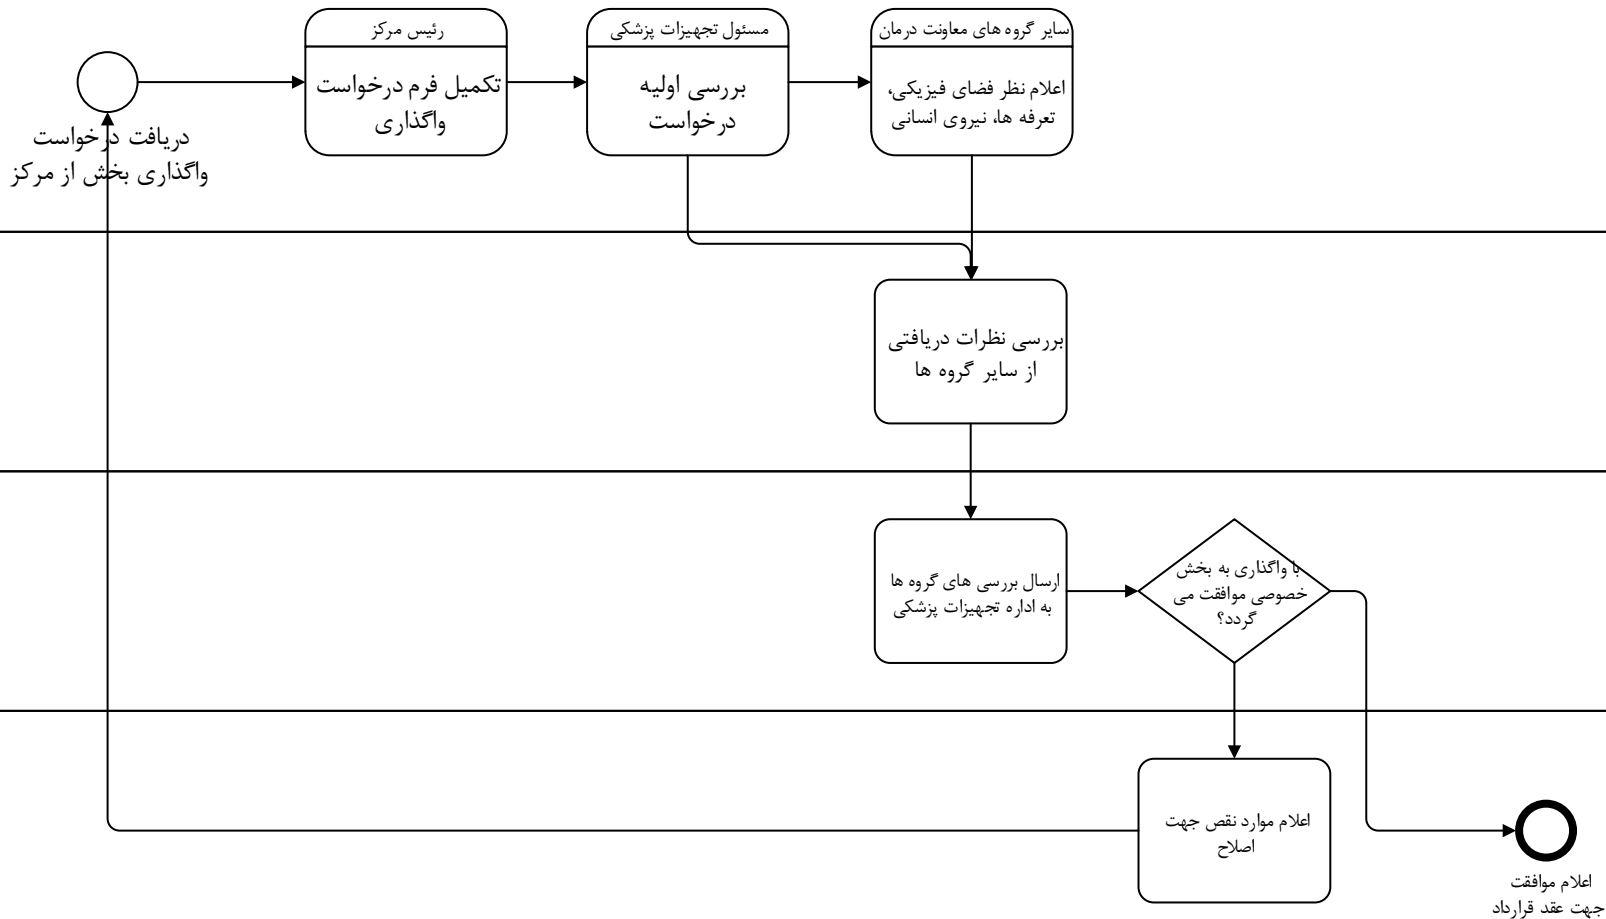 رئیس مرکز
مسئول تجهیزات پزشکی
سایر گروه های معاونت درمان
تکمیل فرم درخواست
واگذاری
بررسی اولیه
درخواست
اعلام نظر فضای فیزیکی،
تعرفه ها، نیروی انسانی
دریافت درخواست
واگذاری بخش از مرکز
بررسی نظرات دریافتی
از سایر گروه ها
ارسال بررسی های گروه ها
به اداره تجهیزات پزشکی
با واگذاری به بخش
خصوصی موافقت می
گردد؟
اعلام موارد نقص جهت
اصلاح
اعلام موافقت
جهت عقد قرارداد